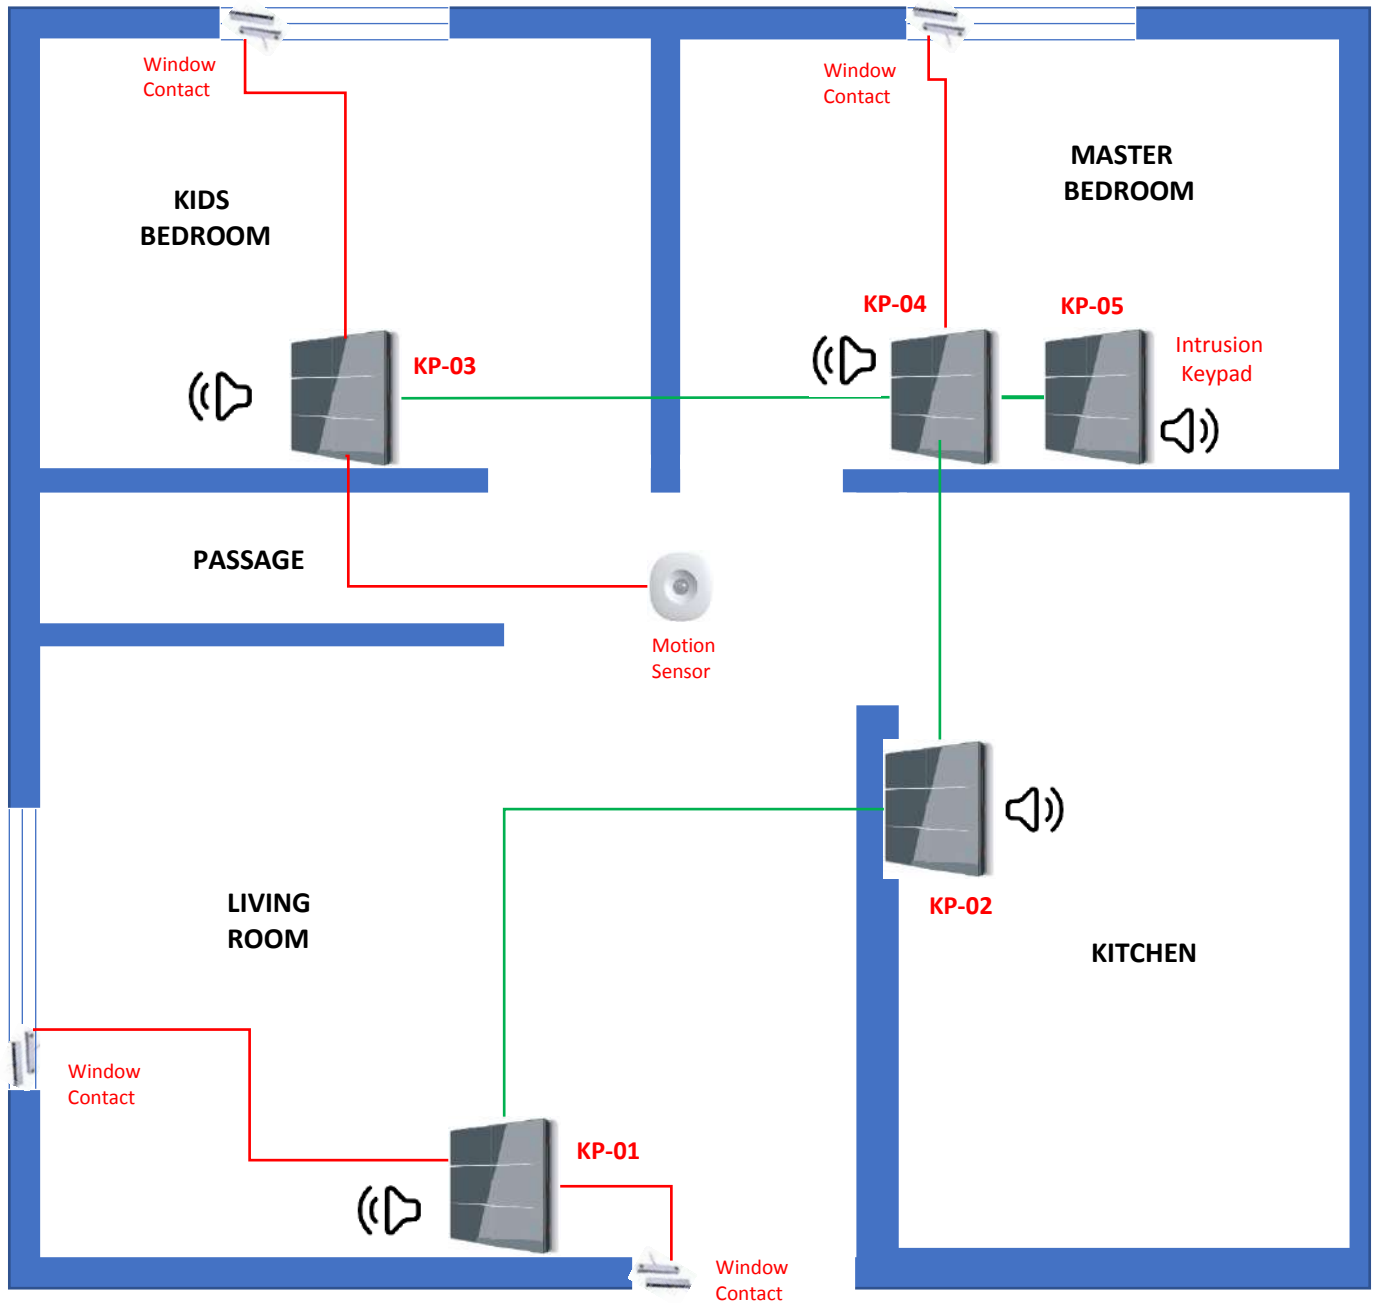 Window
Contact
Window
Contact
MASTER
BEDROOM
KIDS
BEDROOM
KP-04
KP-05
Intrusion
Keypad
KP-03
PASSAGE
Motion
Sensor
LIVING
ROOM
KP-02
KITCHEN
Window
Contact
KP-01
Window
Contact